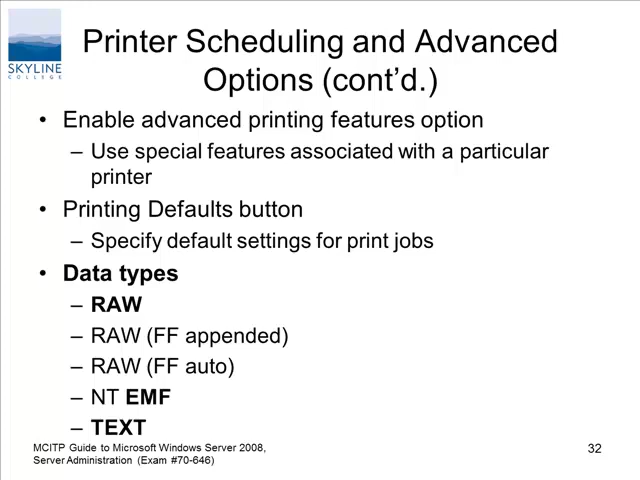 SKYLINE
COLLEGE
Printer Scheduling and Advanced
Options (cont’d.)
• Enable advanced printing features option
– Use special features associated with a particular
printer
• Printing Defaults button
– Specify default settings for print jobs
• Data types
– RAW
– RAW (FF appended)
– RAW (FF auto)
– NT EMF
– TEXT
MCITP Guide to Microsoft Windows Server 2008,
Server Administration (Exam #70-646)
32